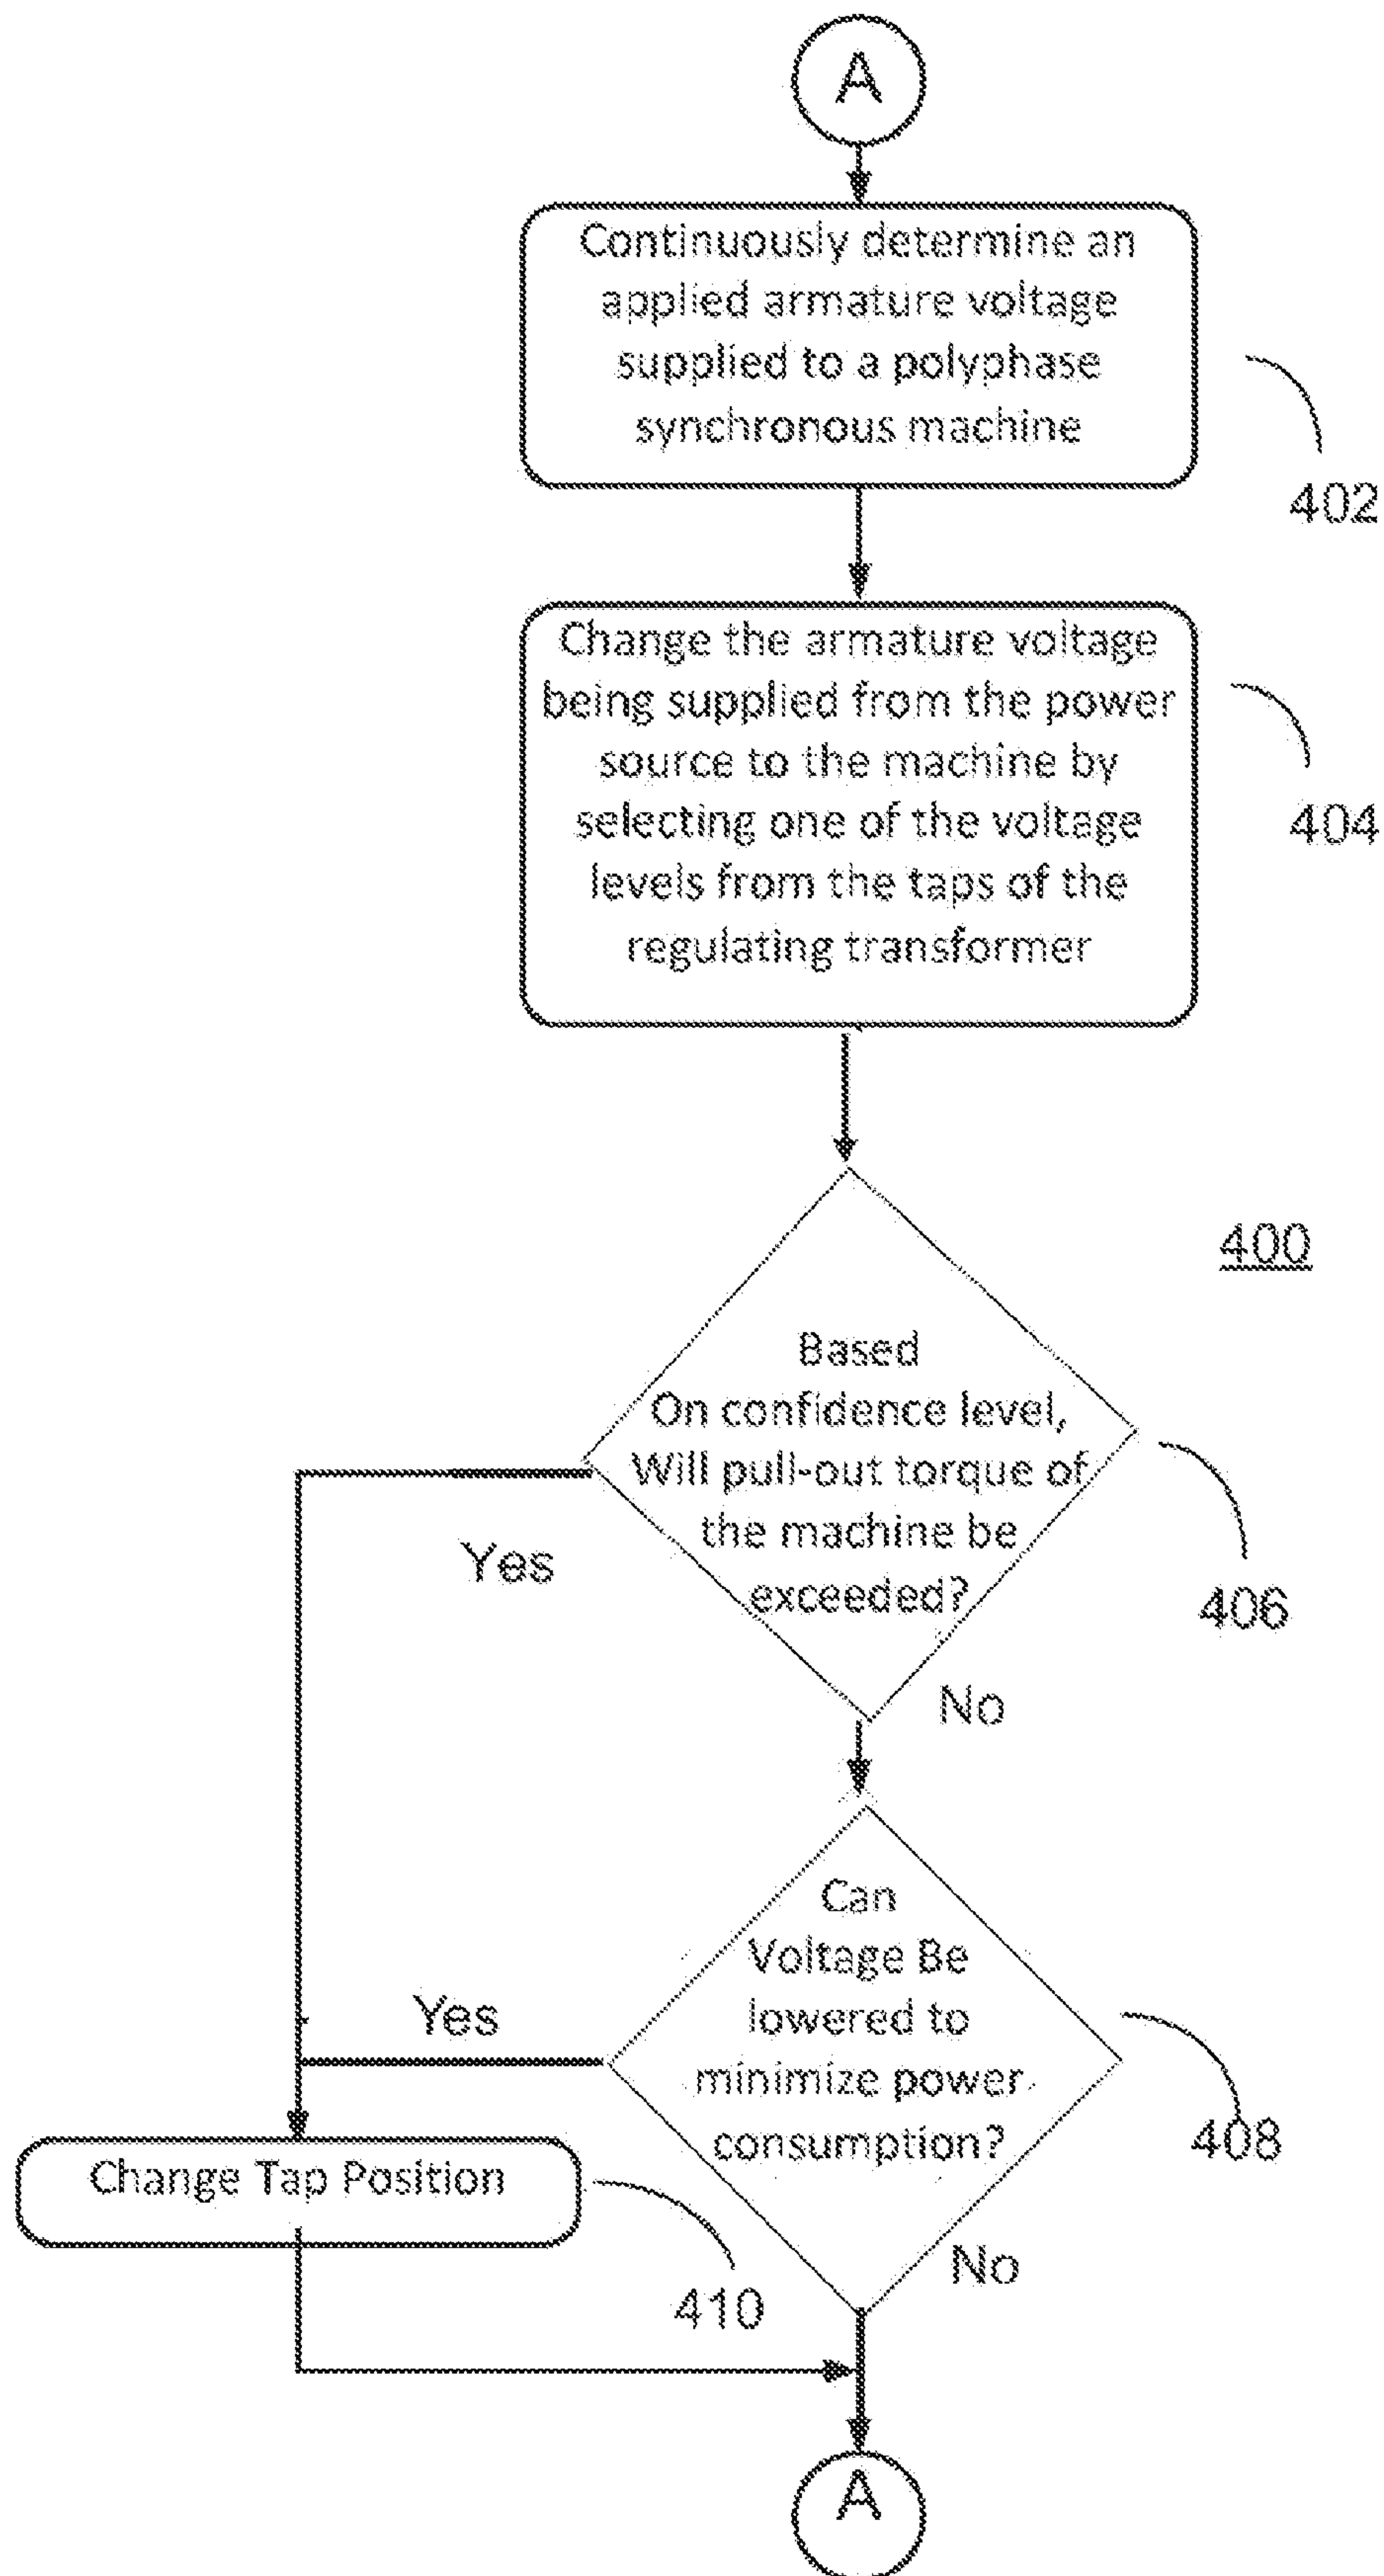 A
Continuously determine an
applied armature voltage
supplied to a polyphase
synchronous machine
402
Change the armature voltage
being supplied from the power
source to the machine by
selecting one of the voltage
levels from the taps of the
regulating transformer
404
400
Based
On confidence level,
Will pull-out torque of
the machine be
exceeded?
406
Yes
No
Can
Voltage Be
lowered to
minimize power
consumption?
408
Yes
Change Tap Position
410
No
A